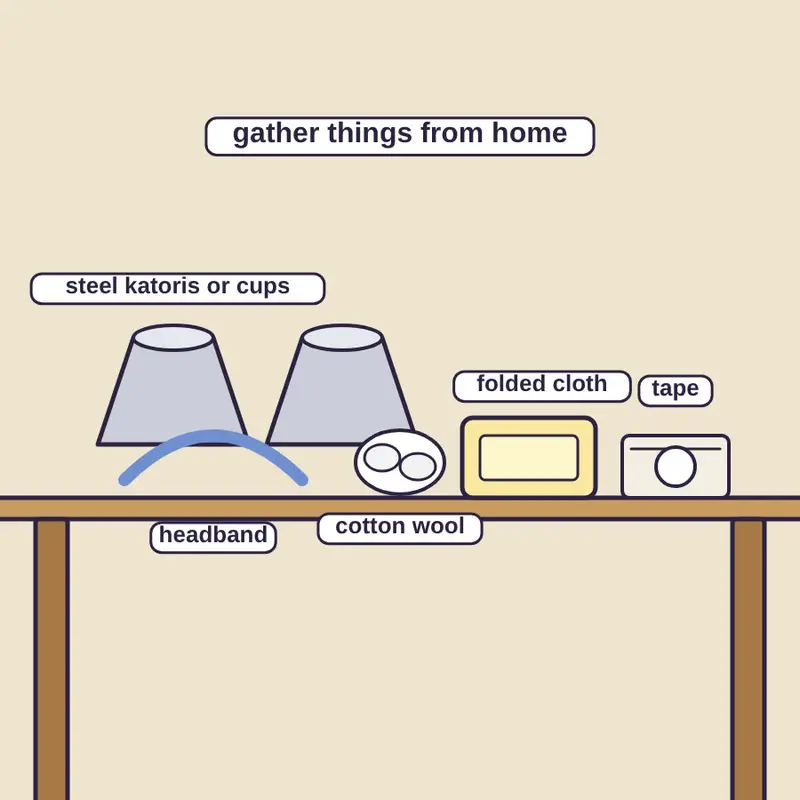 gather things from home
steel katoris or cups
folded cloth
tape
headband
cotton wool